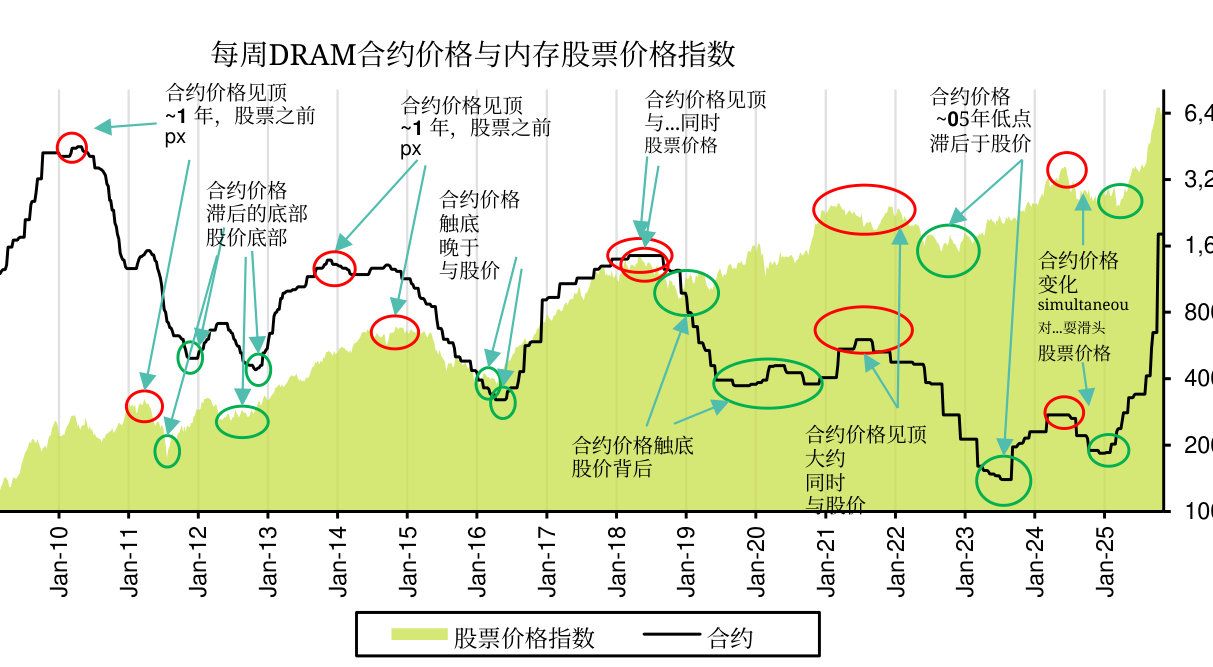 每周DRAM合约价格与内存股票价格指数
合约价格见顶
~1 年，股票之前
px
合约价格
滞后的底部
股价底部
合约价格见顶
~1 年，股票之前
px
合约价格
触底
晚于
与股价
合约价格见顶
与...同时
股票价格
合约价格
~05年低点
滞后于股价
合约价格
变化
simultaneou
对...耍滑头
股票价格
合约价格触底
股价背后
合约价格见顶
大约
同时
与股价
6,4
3,2
1,6
800
400
200
100
Jan-10
Jan-11
Jan-12
Jan-13
Jan-14
Jan-15
Jan-16
Jan-17
Jan-18
Jan-19
Jan-20
Jan-21
Jan-22
Jan-23
Jan-24
Jan-25
股票价格指数
合约